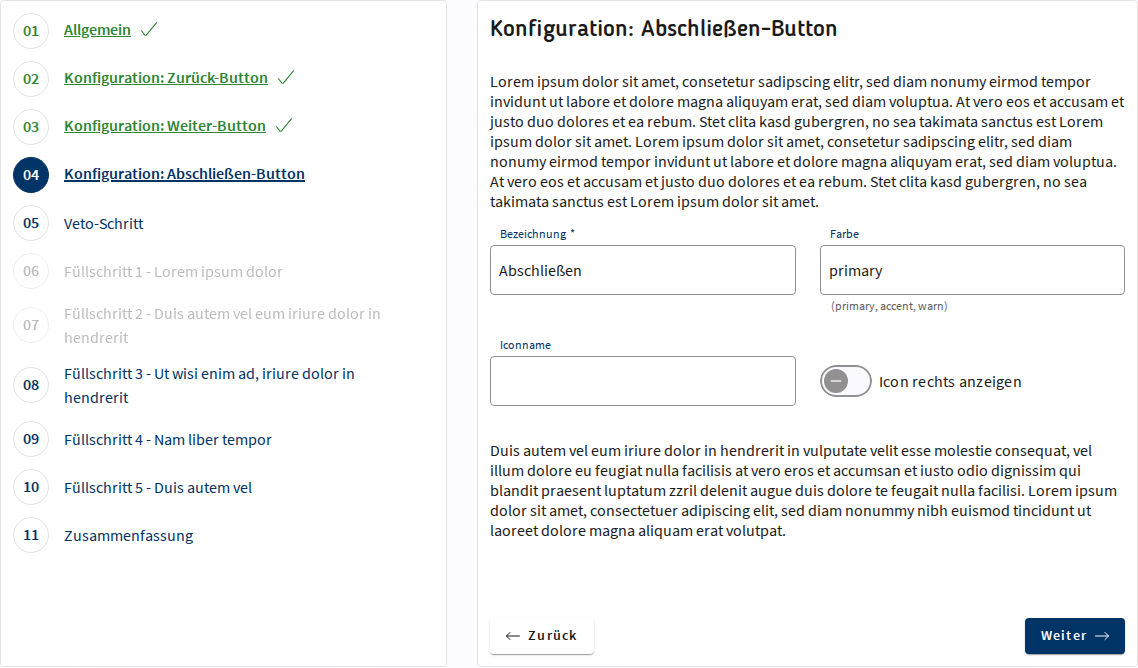 01 Allgemein
02 Konfiguration: Zurück-Button
03 Konfiguration: Weiter-Button
04 Konfiguration: Abschließen-Button
05 Veto-Schritt
06 Füllschritt 1 - Lorem ipsum dolor
07 Füllschritt 2 - Duis autem vel eum iriure dolor in
hendrerit
08 Füllschritt 3 - Ut wisi enim ad, iriure dolor in
hendrerit
09 Füllschritt 4 - Nam liber tempor
10 Füllschritt 5 - Duis autem vel
11 Zusammenfassung
Konfiguration: Abschließen-Button
Lorem ipsum dolor sit amet, consetetur sadipscing elitr, sed diam nonumy eirmod tempor
invidunt ut labore et dolore magna aliquyam erat, sed diam voluptua. At vero eos et accusam et
justo duo dolores et ea rebum. Stet clita kasd gubergren, no sea takimata sanctus est Lorem
ipsum dolor sit amet. Lorem ipsum dolor sit amet, consetetur sadipscing elitr, sed diam
nonumy eirmod tempor invidunt ut labore et dolore magna aliquyam erat, sed diam voluptua.
At vero eos et accusam et justo duo dolores et ea rebum. Stet clita kasd gubergren, no sea
takimata sanctus est Lorem ipsum dolor sit amet.
Bezeichnung *
Abschließen
Farbe
primary
(primary, accent, warn)
Iconname
Icon rechts anzeigen
Duis autem vel eum iriure dolor in hendrerit in vulputate velit esse molestie consequat, vel
illum dolore eu feugiat nulla facilisis at vero eros et accumsan et iusto odio dignissim qui
blandit praesent luptatum zzril delenit augue duis dolore te feugait nulla facilisi. Lorem ipsum
dolor sit amet, consectetuer adipiscing elit, sed diam nonummy nibh euismod tincidunt ut
laoreet dolore magna aliquam erat volutpat.
← Zurück
Weiter →